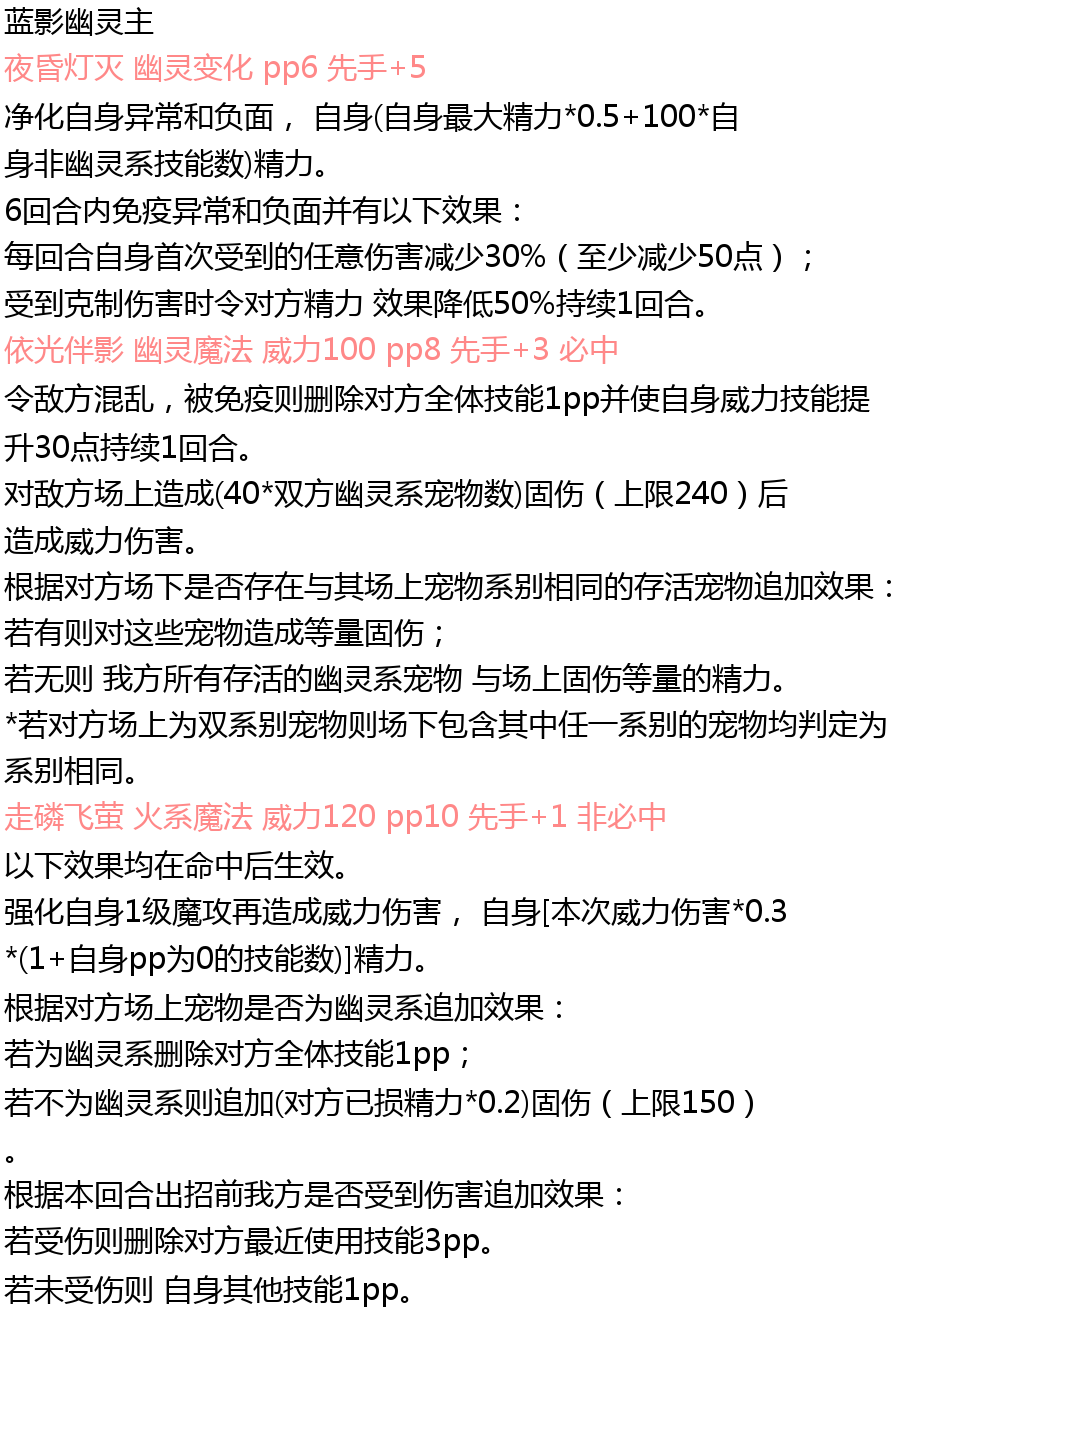 蓝影幽灵主
夜昏灯灭 幽灵变化 pp6 先手+5
净化自身异常和负面， 自身(自身最大精力*0.5+100*自
身非幽灵系技能数)精力。
6回合内免疫异常和负面并有以下效果：
每回合自身首次受到的任意伤害减少30%（至少减少50点）；
受到克制伤害时令对方精力 效果降低50%持续1回合。
依光伴影 幽灵魔法 威力100 pp8 先手+3 必中
令敌方混乱，被免疫则删除对方全体技能1pp并使自身威力技能提
升30点持续1回合。
对敌方场上造成(40*双方幽灵系宠物数)固伤（上限240）后
造成威力伤害。
根据对方场下是否存在与其场上宠物系别相同的存活宠物追加效果：
若有则对这些宠物造成等量固伤；
若无则 我方所有存活的幽灵系宠物 与场上固伤等量的精力。
*若对方场上为双系别宠物则场下包含其中任一系别的宠物均判定为
系别相同。
走磷飞萤 火系魔法 威力120 pp10 先手+1 非必中
以下效果均在命中后生效。
强化自身1级魔攻再造成威力伤害， 自身[本次威力伤害*0.3
*(1+自身pp为0的技能数)]精力。
根据对方场上宠物是否为幽灵系追加效果：
若为幽灵系删除对方全体技能1pp；
若不为幽灵系则追加(对方已损精力*0.2)固伤（上限150）
。
根据本回合出招前我方是否受到伤害追加效果：
若受伤则删除对方最近使用技能3pp。
若未受伤则 自身其他技能1pp。